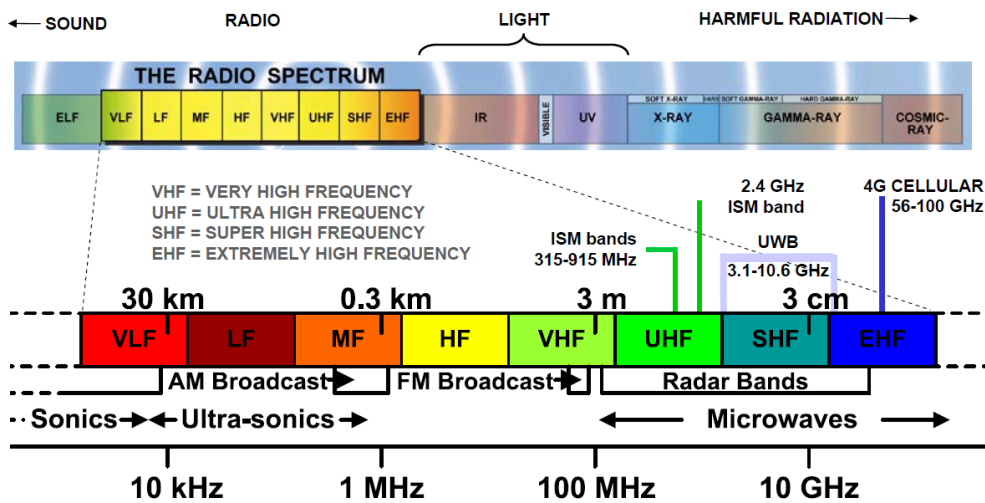 SOUND RADIO LIGHT HARMFUL RADIATION
THE RADIO SPECTRUM
SOFT X-RAY HARD SOFT GAMMA-RAY HARD GAMMA-RAY
ELF VLF LF MF HF VHF UHF SHF EHF IR VISIBLE UV X-RAY GAMMA-RAY COSMIC-
RAY
VHF = VERY HIGH FREQUENCY
UHF = ULTRA HIGH FREQUENCY
SHF = SUPER HIGH FREQUENCY
EHF = EXTREMELY HIGH FREQUENCY
ISM bands
315-915 MHz
2.4 GHz
ISM band
UWB
3.1-10.6 GHz
4G CELLULAR
56-100 GHz
30 km 0.3 km 3 m 3 cm
VLF LF MF HF VHF UHF SHF EHF
AM Broadcast FM Broadcast Radar Bands
Sonics Ultra-sonics Microwaves
10 kHz 1 MHz 100 MHz 10 GHz